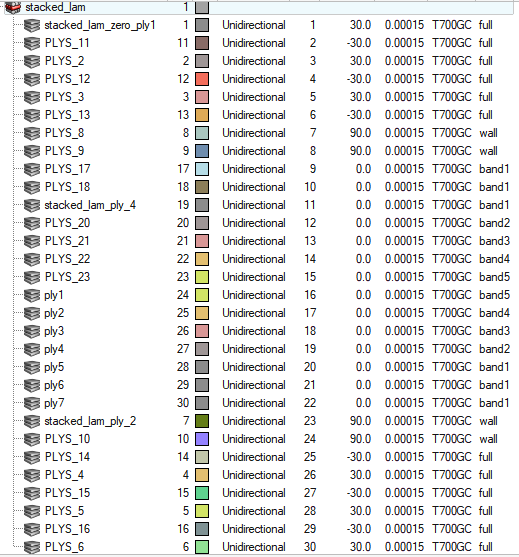 stacked_lam 1
stacked_lam_zero_ply1 1 Unidirectional 1 30.0 0.00015 T700GC full
PLYS_11 11 Unidirectional 2 -30.0 0.00015 T700GC full
PLYS_2 2 Unidirectional 3 30.0 0.00015 T700GC full
PLYS_12 12 Unidirectional 4 -30.0 0.00015 T700GC full
PLYS_3 3 Unidirectional 5 30.0 0.00015 T700GC full
PLYS_13 13 Unidirectional 6 -30.0 0.00015 T700GC full
PLYS_8 8 Unidirectional 7 90.0 0.00015 T700GC wall
PLYS_9 9 Unidirectional 8 90.0 0.00015 T700GC wall
PLYS_17 17 Unidirectional 9 0.0 0.00015 T700GC band1
PLYS_18 18 Unidirectional 10 0.0 0.00015 T700GC band1
stacked_lam_ply_4 19 Unidirectional 11 0.0 0.00015 T700GC band1
PLYS_20 20 Unidirectional 12 0.0 0.00015 T700GC band2
PLYS_21 21 Unidirectional 13 0.0 0.00015 T700GC band3
PLYS_22 22 Unidirectional 14 0.0 0.00015 T700GC band4
PLYS_23 23 Unidirectional 15 0.0 0.00015 T700GC band5
ply1 24 Unidirectional 16 0.0 0.00015 T700GC band5
ply2 25 Unidirectional 17 0.0 0.00015 T700GC band4
ply3 26 Unidirectional 18 0.0 0.00015 T700GC band3
ply4 27 Unidirectional 19 0.0 0.00015 T700GC band2
ply5 28 Unidirectional 20 0.0 0.00015 T700GC band1
ply6 29 Unidirectional 21 0.0 0.00015 T700GC band1
ply7 30 Unidirectional 22 0.0 0.00015 T700GC band1
stacked_lam_ply_2 7 Unidirectional 23 90.0 0.00015 T700GC wall
PLYS_10 10 Unidirectional 24 90.0 0.00015 T700GC wall
PLYS_14 14 Unidirectional 25 -30.0 0.00015 T700GC full
PLYS_4 4 Unidirectional 26 30.0 0.00015 T700GC full
PLYS_15 15 Unidirectional 27 -30.0 0.00015 T700GC full
PLYS_5 5 Unidirectional 28 30.0 0.00015 T700GC full
PLYS_16 16 Unidirectional 29 -30.0 0.00015 T700GC full
PLYS_6 6 Unidirectional 30 30.0 0.00015 T700GC full